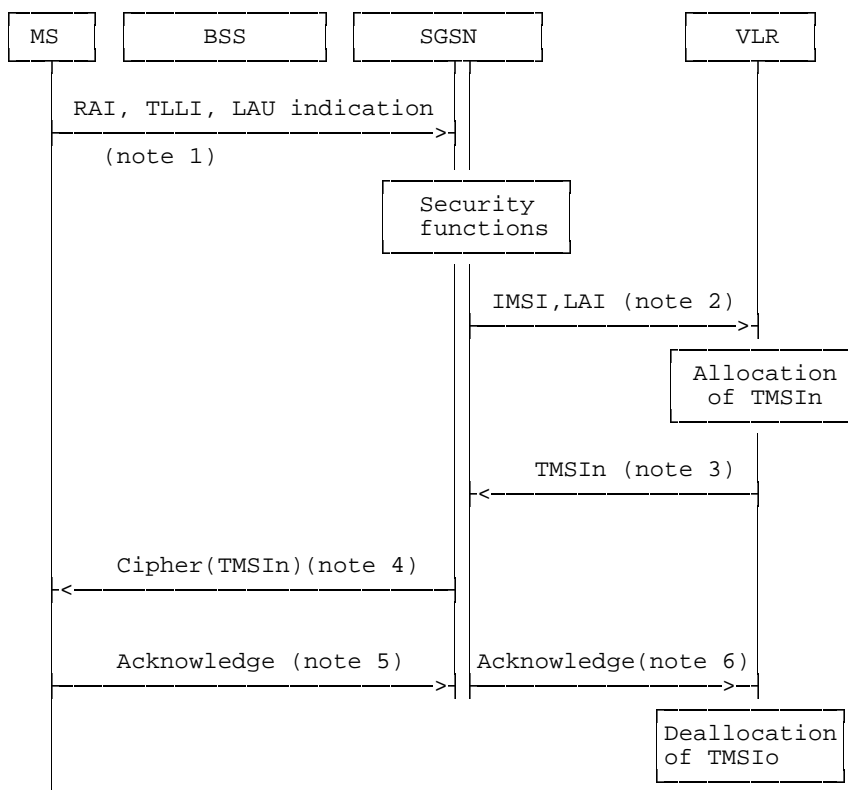 MS BSS SGSN VLR
RAI, TLLI, LAU indication
(note 1)
Security
functions
IMSI,LAI (note 2)
Allocation
of TMSIn
TMSIn (note 3)
Cipher(TMSIn)(note 4)
Acknowledge (note 5) Acknowledge(note 6)
Deallocation
of TMSIo